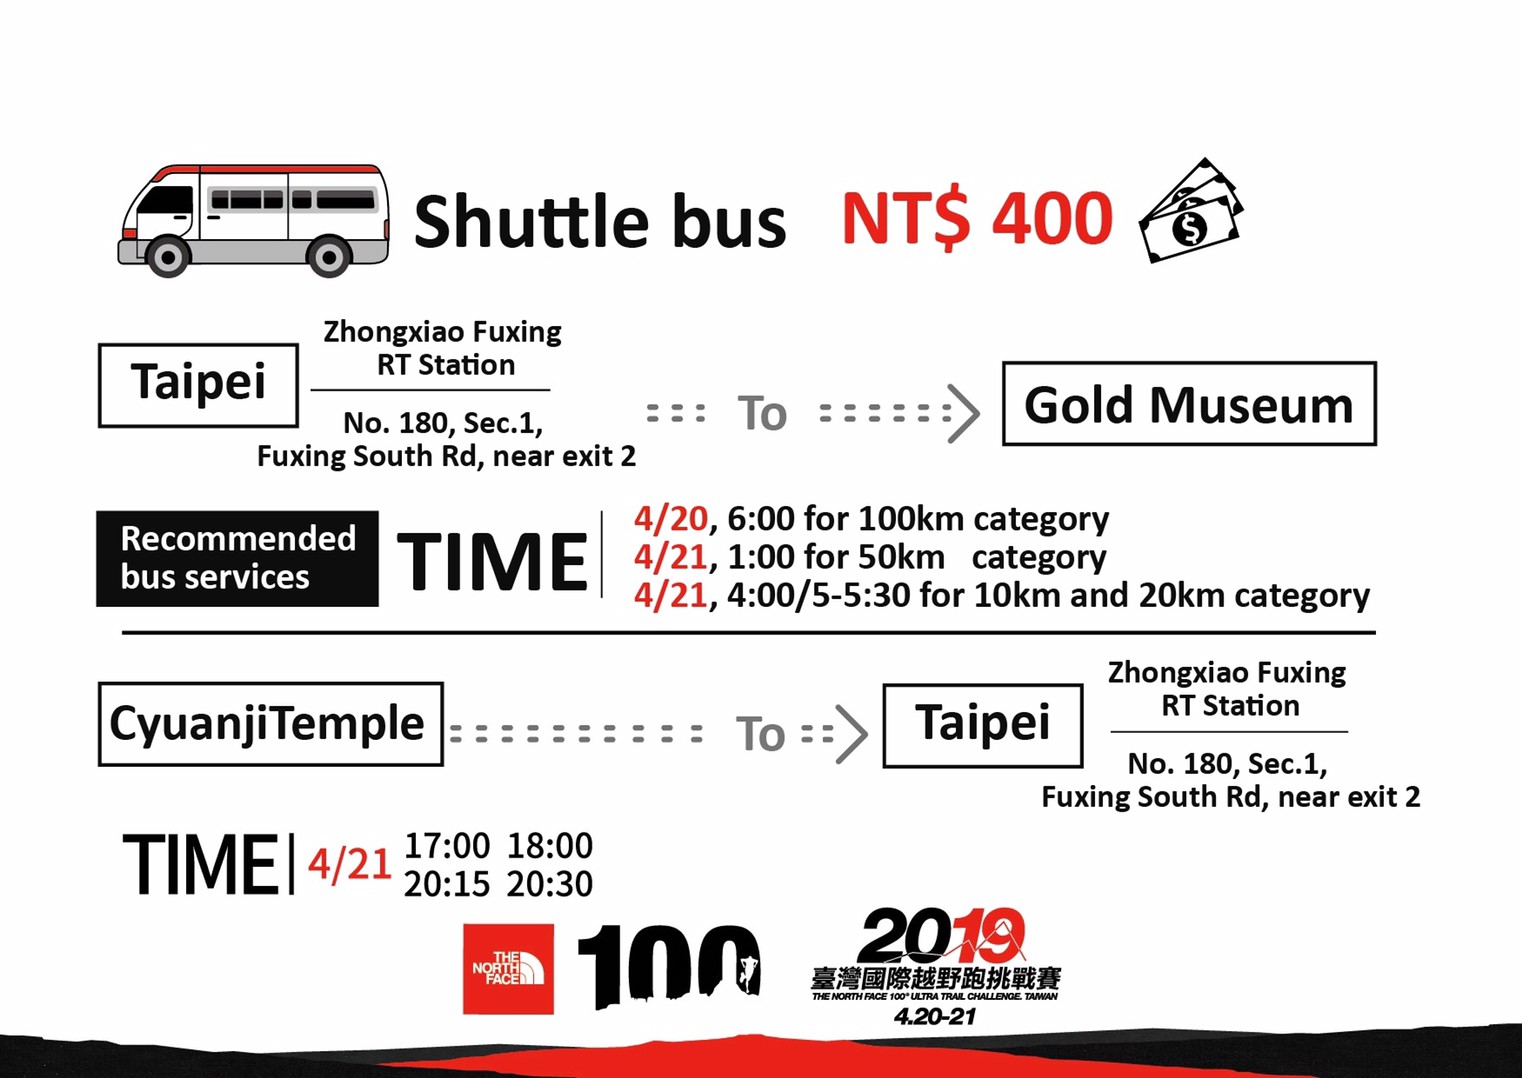 Shuttle bus NT$ 400
$
Taipei
Zhongxiao Fuxing
RT Station
No. 180, Sec.1,
Fuxing South Rd, near exit 2
To
Gold Museum
Recommended
bus services
TIME
4/20, 6:00 for 100km category
4/21, 1:00 for 50km category
4/21, 4:00/5-5:30 for 10km and 20km category
CyuanjiTemple
To
Taipei
Zhongxiao Fuxing
RT Station
No. 180, Sec.1,
Fuxing South Rd, near exit 2
TIME
4/21
17:00 18:00
20:15 20:30
THE
NORTH
FACE
100
2019
臺灣國際越野跑挑戰賽
THE NORTH FACE 100® ULTRA TRAIL CHALLENGE. TAIWAN
4.20-21